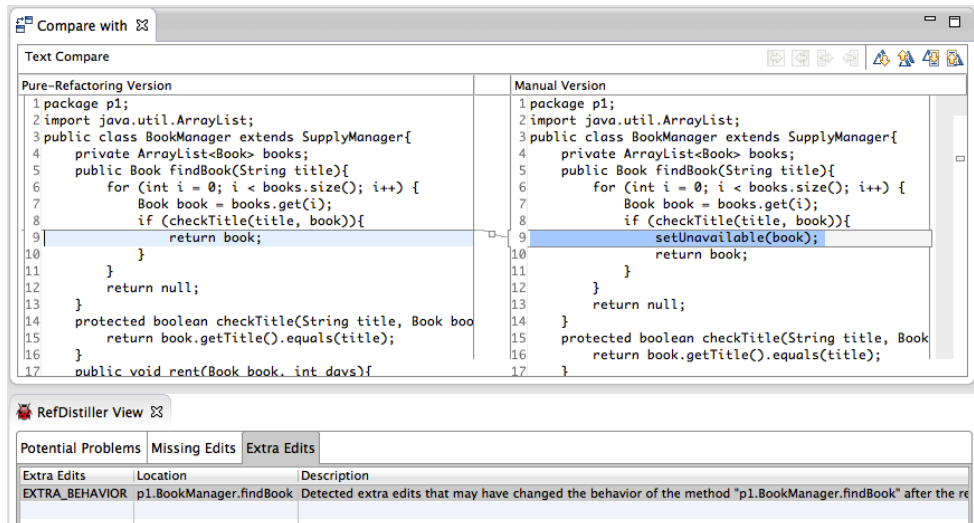 Compare with
Text Compare
Pure-Refactoring Version
1 package p1;
2 import java.util.ArrayList;
3 public class BookManager extends SupplyManager{
4 private ArrayList<Book> books;
5 public Book findBook(String title){
6 for (int i = 0; i < books.size(); i++) {
7 Book book = books.get(i);
8 if (checkTitle(title, book)){
9 return book;
10 }
11 }
12 return null;
13 }
14 protected boolean checkTitle(String title, Book boo
15 return book.getTitle().equals(title);
16 }
17 public void rent(Book book, int days){
Manual Version
1 package p1;
2 import java.util.ArrayList;
3 public class BookManager extends SupplyManager{
4 private ArrayList<Book> books;
5 public Book findBook(String title){
6 for (int i = 0; i < books.size(); i++) {
7 Book book = books.get(i);
8 if (checkTitle(title, book)){
9 setUnavailable(book);
10 return book;
11 }
12 }
13 return null;
14 }
15 protected boolean checkTitle(String title, Book
16 return book.getTitle().equals(title);
17 }
RefDistiller View
Potential Problems Missing Edits Extra Edits
Extra Edits Location Description
EXTRA_BEHAVIOR p1.BookManager.findBook Detected extra edits that may have changed the behavior of the method "p1.BookManager.findBook" after the re